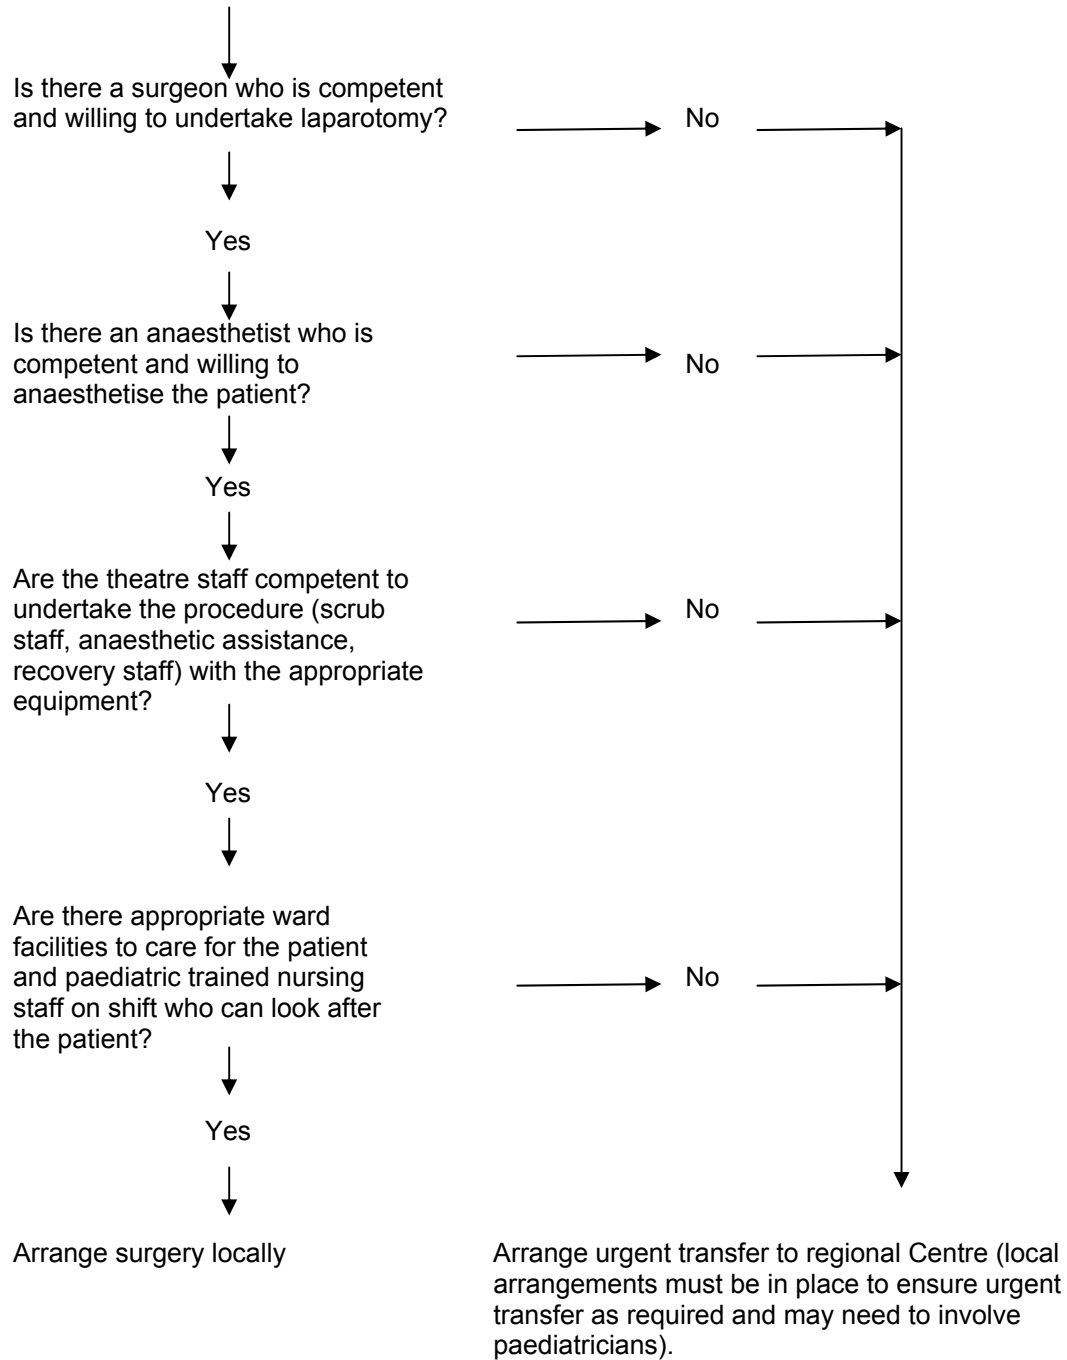 Is there a surgeon who is competent
and willing to undertake laparotomy?
No
Yes
Is there an anaesthetist who is
competent and willing to
anaesthetise the patient?
No
Yes
Are the theatre staff competent to
undertake the procedure (scrub
staff, anaesthetic assistance,
recovery staff) with the appropriate
equipment?
No
Yes
Are there appropriate ward
facilities to care for the patient
and paediatric trained nursing
staff on shift who can look after
the patient?
No
Yes
Arrange surgery locally
Arrange urgent transfer to regional Centre (local
arrangements must be in place to ensure urgent
transfer as required and may need to involve
paediatricians).